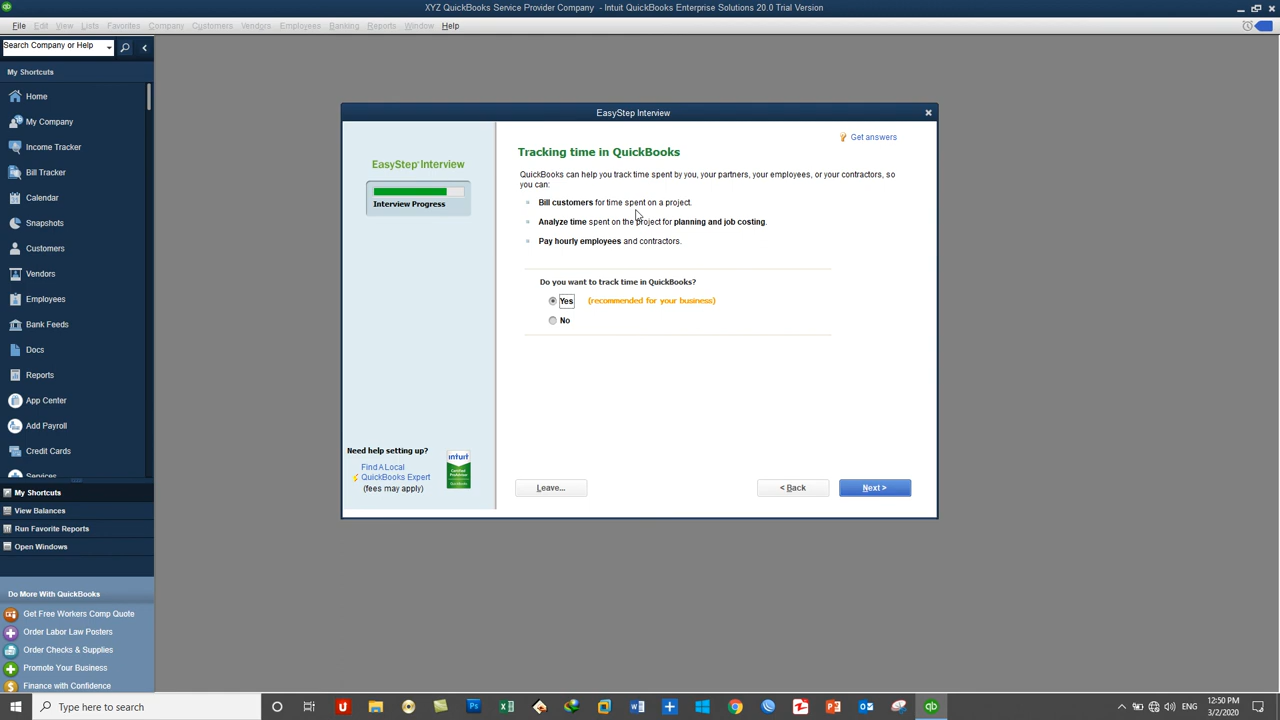 XYZ QuickBooks Service Provider Company - Intuit QuickBooks Enterprise Solutions 20.0 Trial Version
File Edit View Lists Favorites Company Customers Vendors Employees Banking Reports Window Help
Search Company or Help
My Shortcuts
Home
My Company
Income Tracker
Bill Tracker
Calendar
Snapshots
Customers
Vendors
Employees
Bank Feeds
Docs
Reports
App Center
Add Payroll
Credit Cards
Services
My Shortcuts
View Balances
Run Favorite Reports
Open Windows
Do More With QuickBooks
Get Free Workers Comp Quote
Order Labor Law Posters
Order Checks & Supplies
Promote Your Business
Finance with Confidence
EasyStep Interview
EasyStep Interview
Interview Progress
Need help setting up?
Find A Local
QuickBooks Expert
(fees may apply)
intuit
Get answers
Tracking time in QuickBooks
QuickBooks can help you track time spent by you, your partners, your employees, or your contractors, so
you can:
Bill customers for time spent on a project.
Analyze time spent on the project for planning and job costing.
Pay hourly employees and contractors.
Do you want to track time in QuickBooks?
Yes (recommended for your business)
No
Leave...
< Back
Next >
Type here to search
12:50 PM
3/2/2020